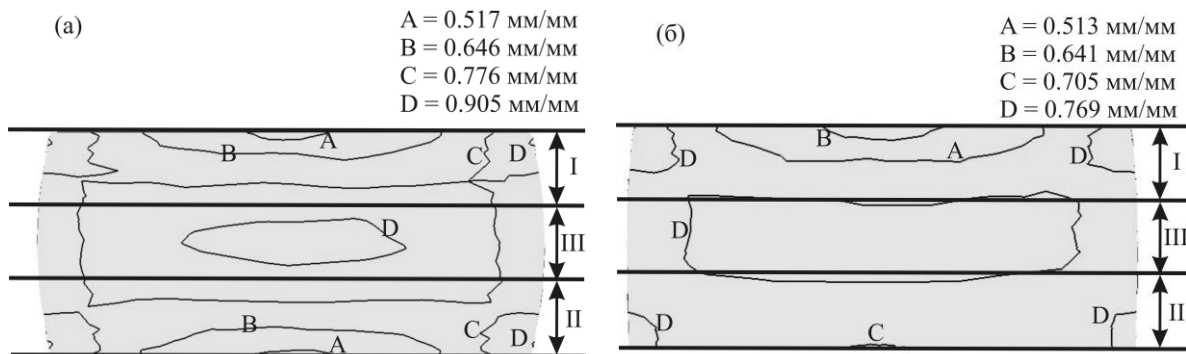 (а)
A = 0.517 мм/мм
B = 0.646 мм/мм
C = 0.776 мм/мм
D = 0.905 мм/мм
A
B
C
D
I
D
III
B
C
D
II
A
(б)
A = 0.513 мм/мм
B = 0.641 мм/мм
C = 0.705 мм/мм
D = 0.769 мм/мм
B
A
D
D
I
D
III
D
C
D
II